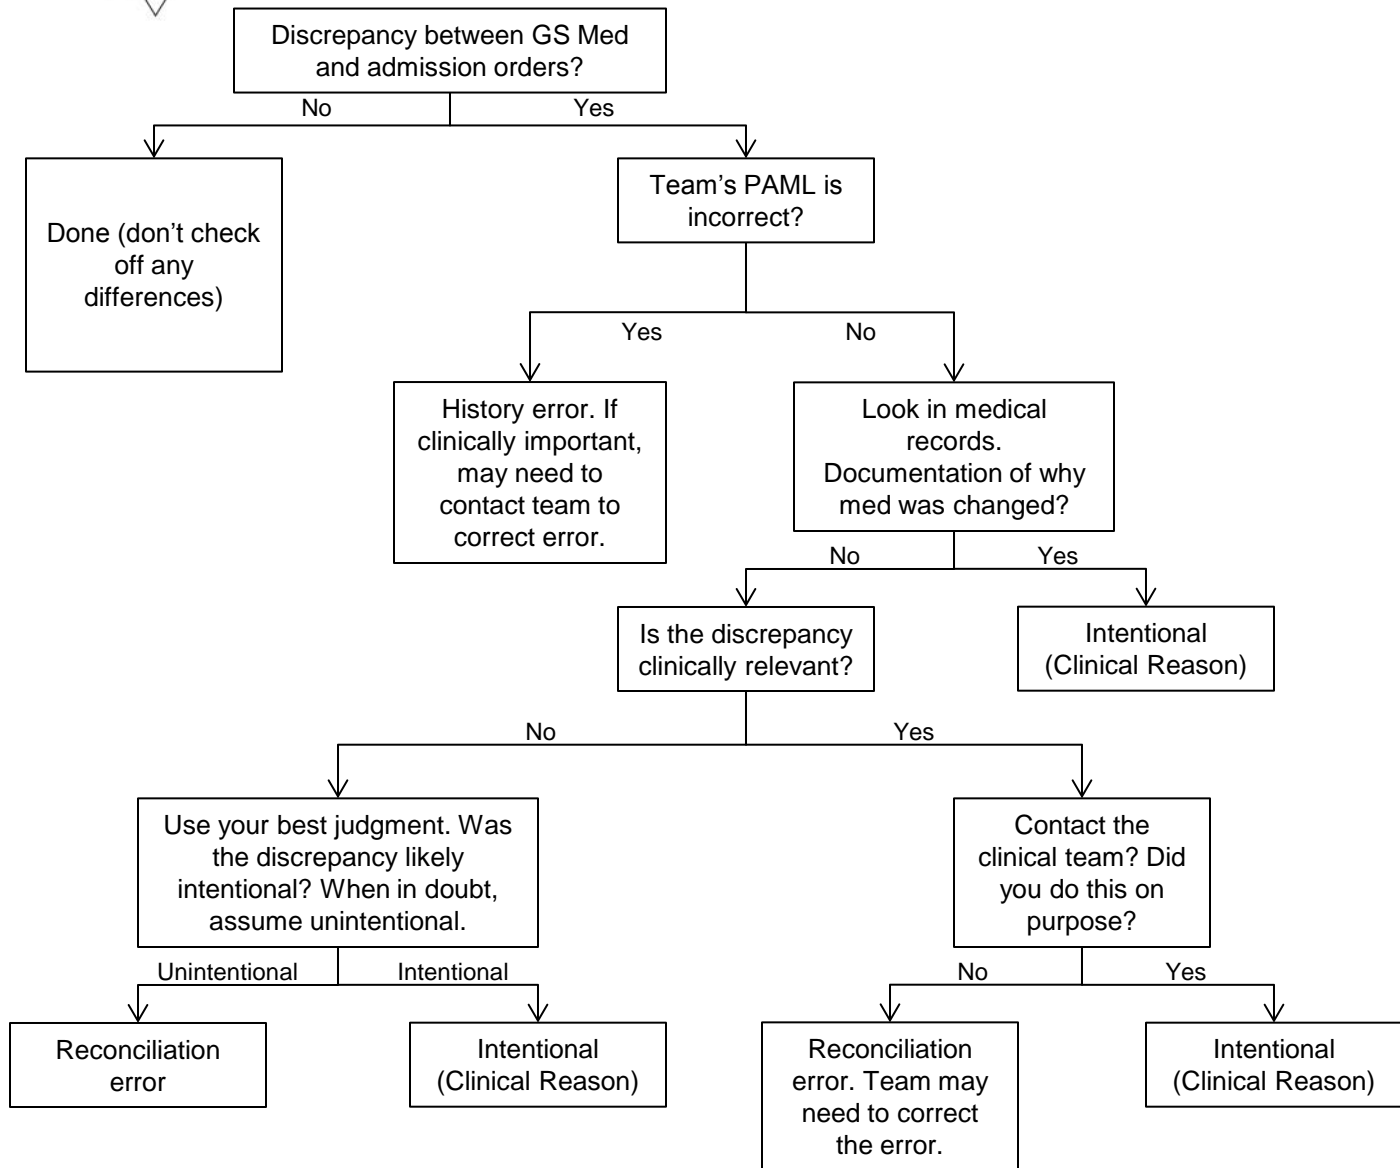 Discrepancy between GS Med
and admission orders?
No
Yes
Done (don't check
off any
differences)
Team's PAML is
incorrect?
Yes
No
History error. If
clinically important,
may need to
contact team to
correct error.
Look in medical
records.
Documentation of why
med was changed?
No
Yes
Is the discrepancy
clinically relevant?
Intentional
(Clinical Reason)
No
Yes
Use your best judgment. Was
the discrepancy likely
intentional? When in doubt,
assume unintentional.
Contact the
clinical team? Did
you do this on
purpose?
Unintentional
Intentional
No
Yes
Reconciliation
error
Intentional
(Clinical Reason)
Reconciliation
error. Team may
need to correct
the error.
Intentional
(Clinical Reason)